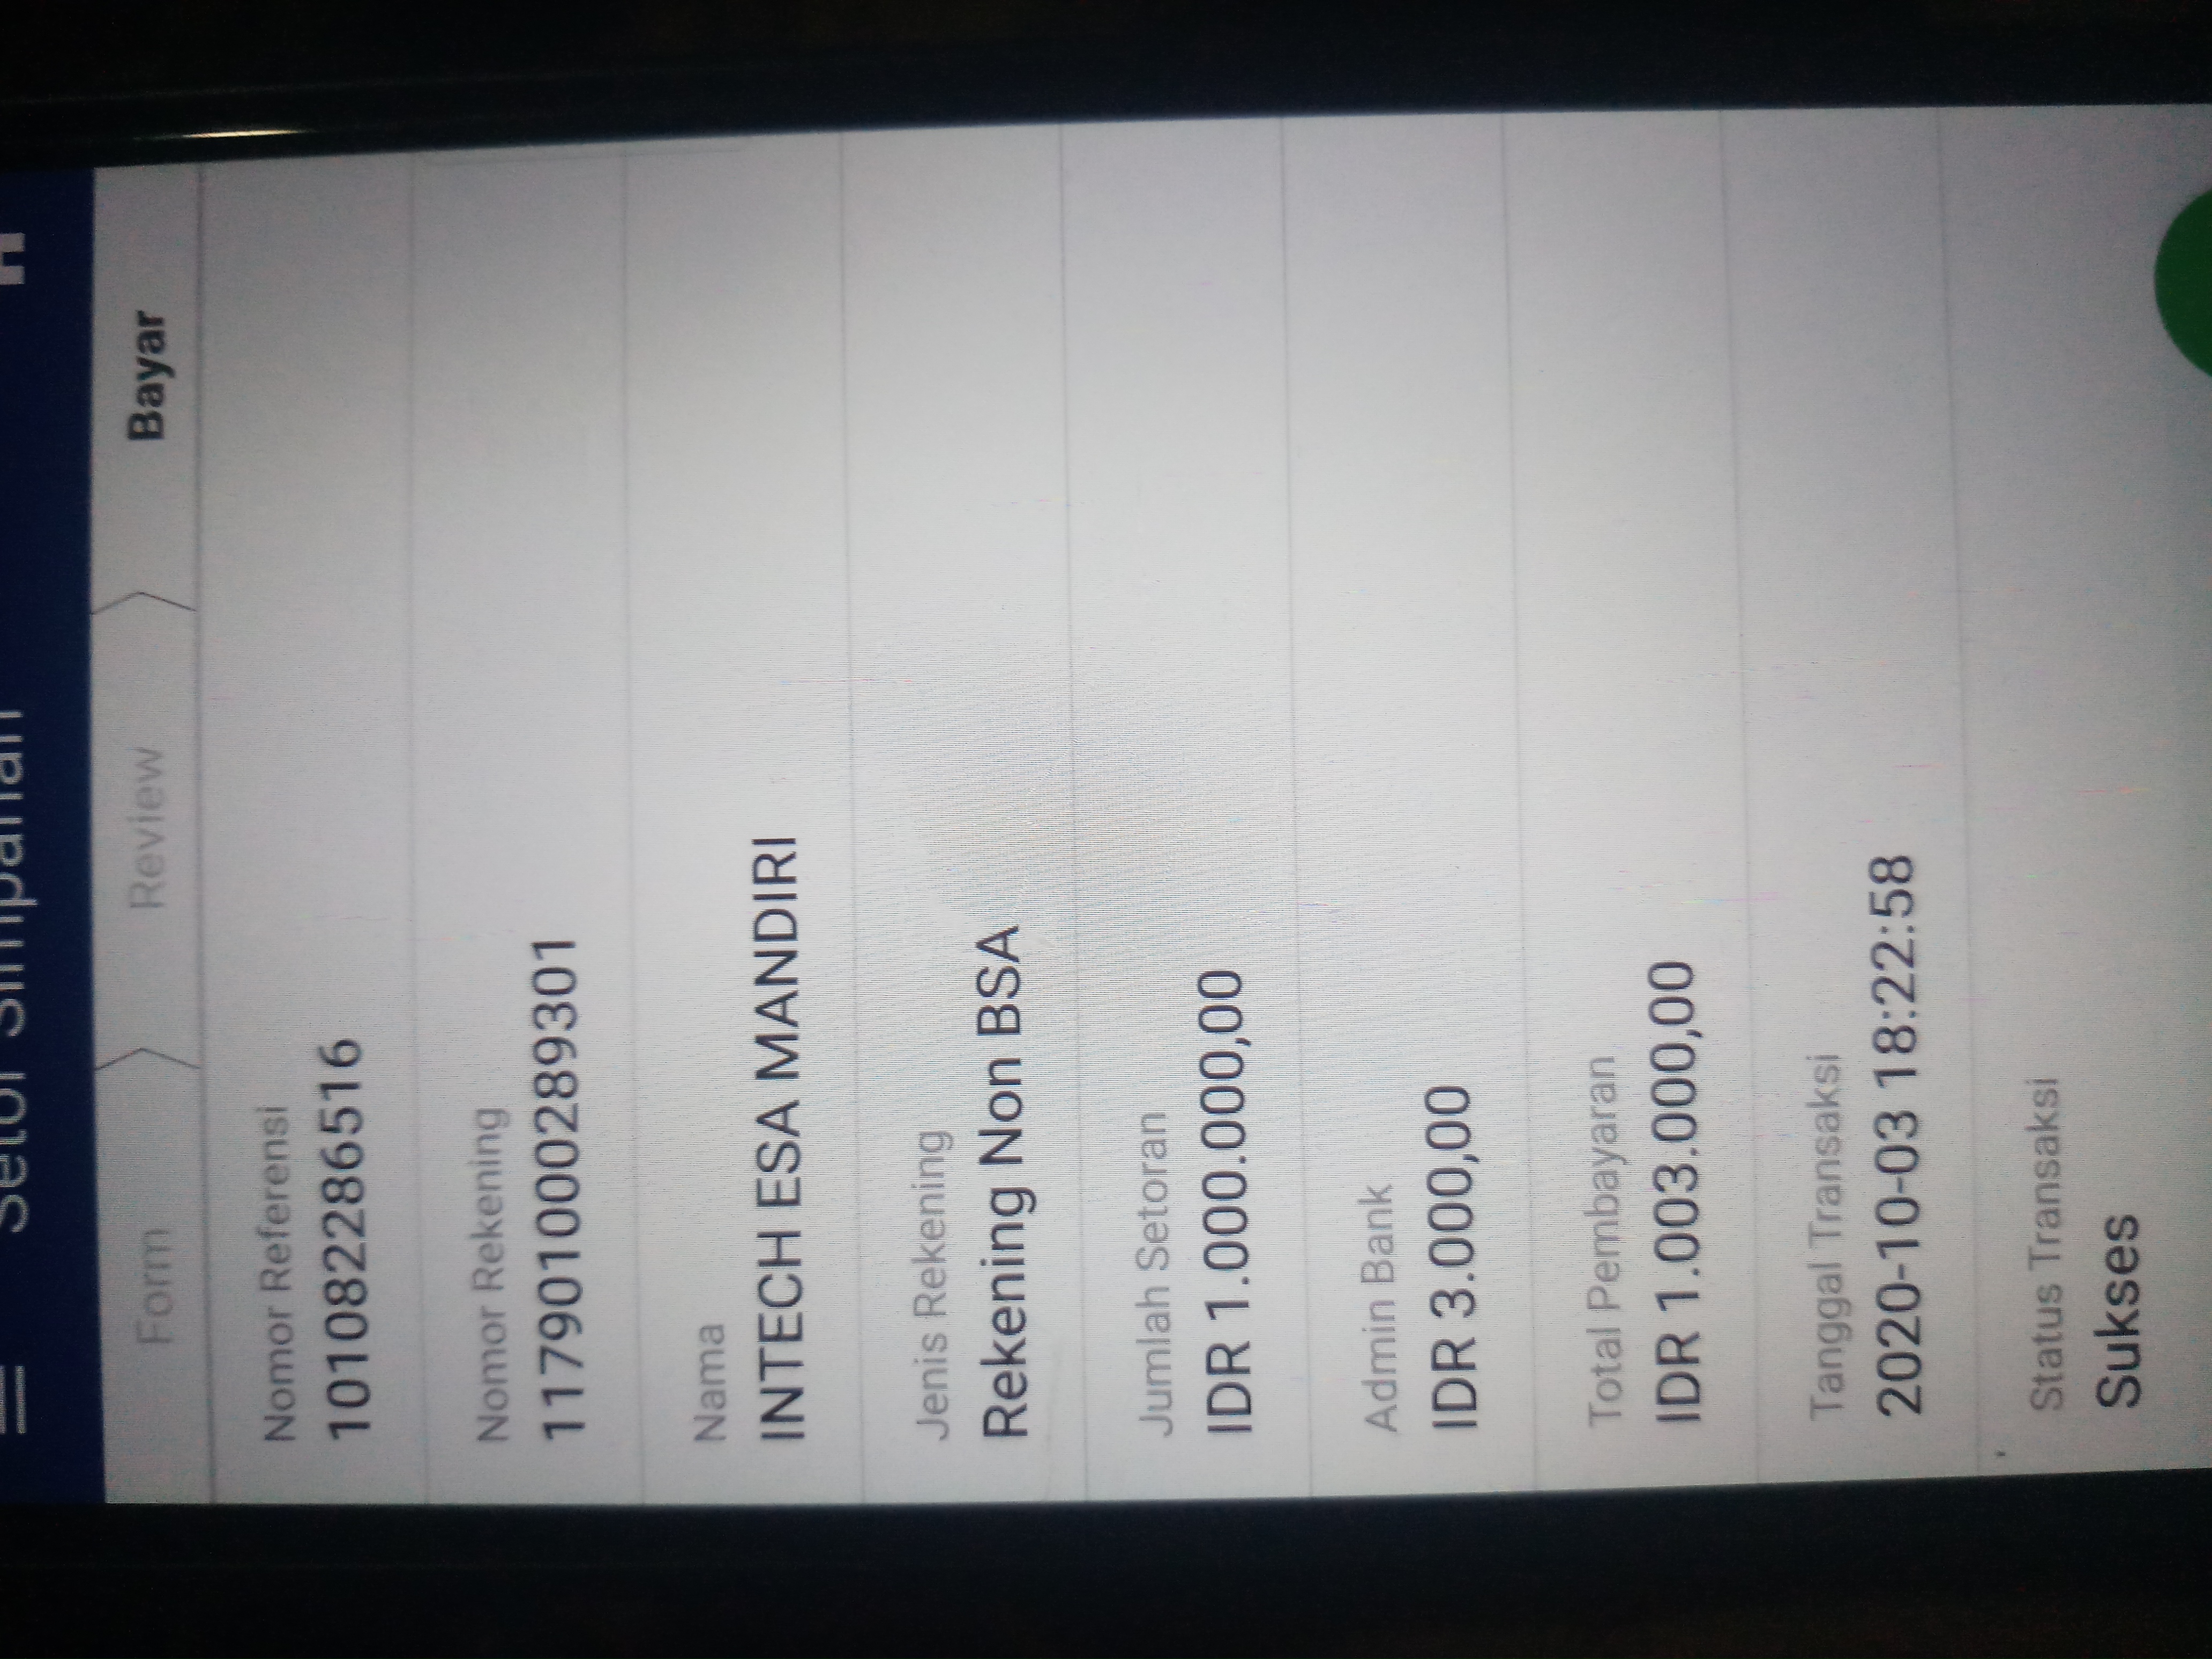 Setor Simpanan
Form
Review
Bayar
Nomor Referensi
101082286516
Nomor Rekening
117901000289301
Nama
INTECH ESA MANDIRI
Jenis Rekening
Rekening Non BSA
Jumlah Setoran
IDR 1.000.000,00
Admin Bank
IDR 3.000,00
Total Pembayaran
IDR 1.003.000,00
Tanggal Transaksi
2020-10-03 18:22:58
Status Transaksi
Sukses